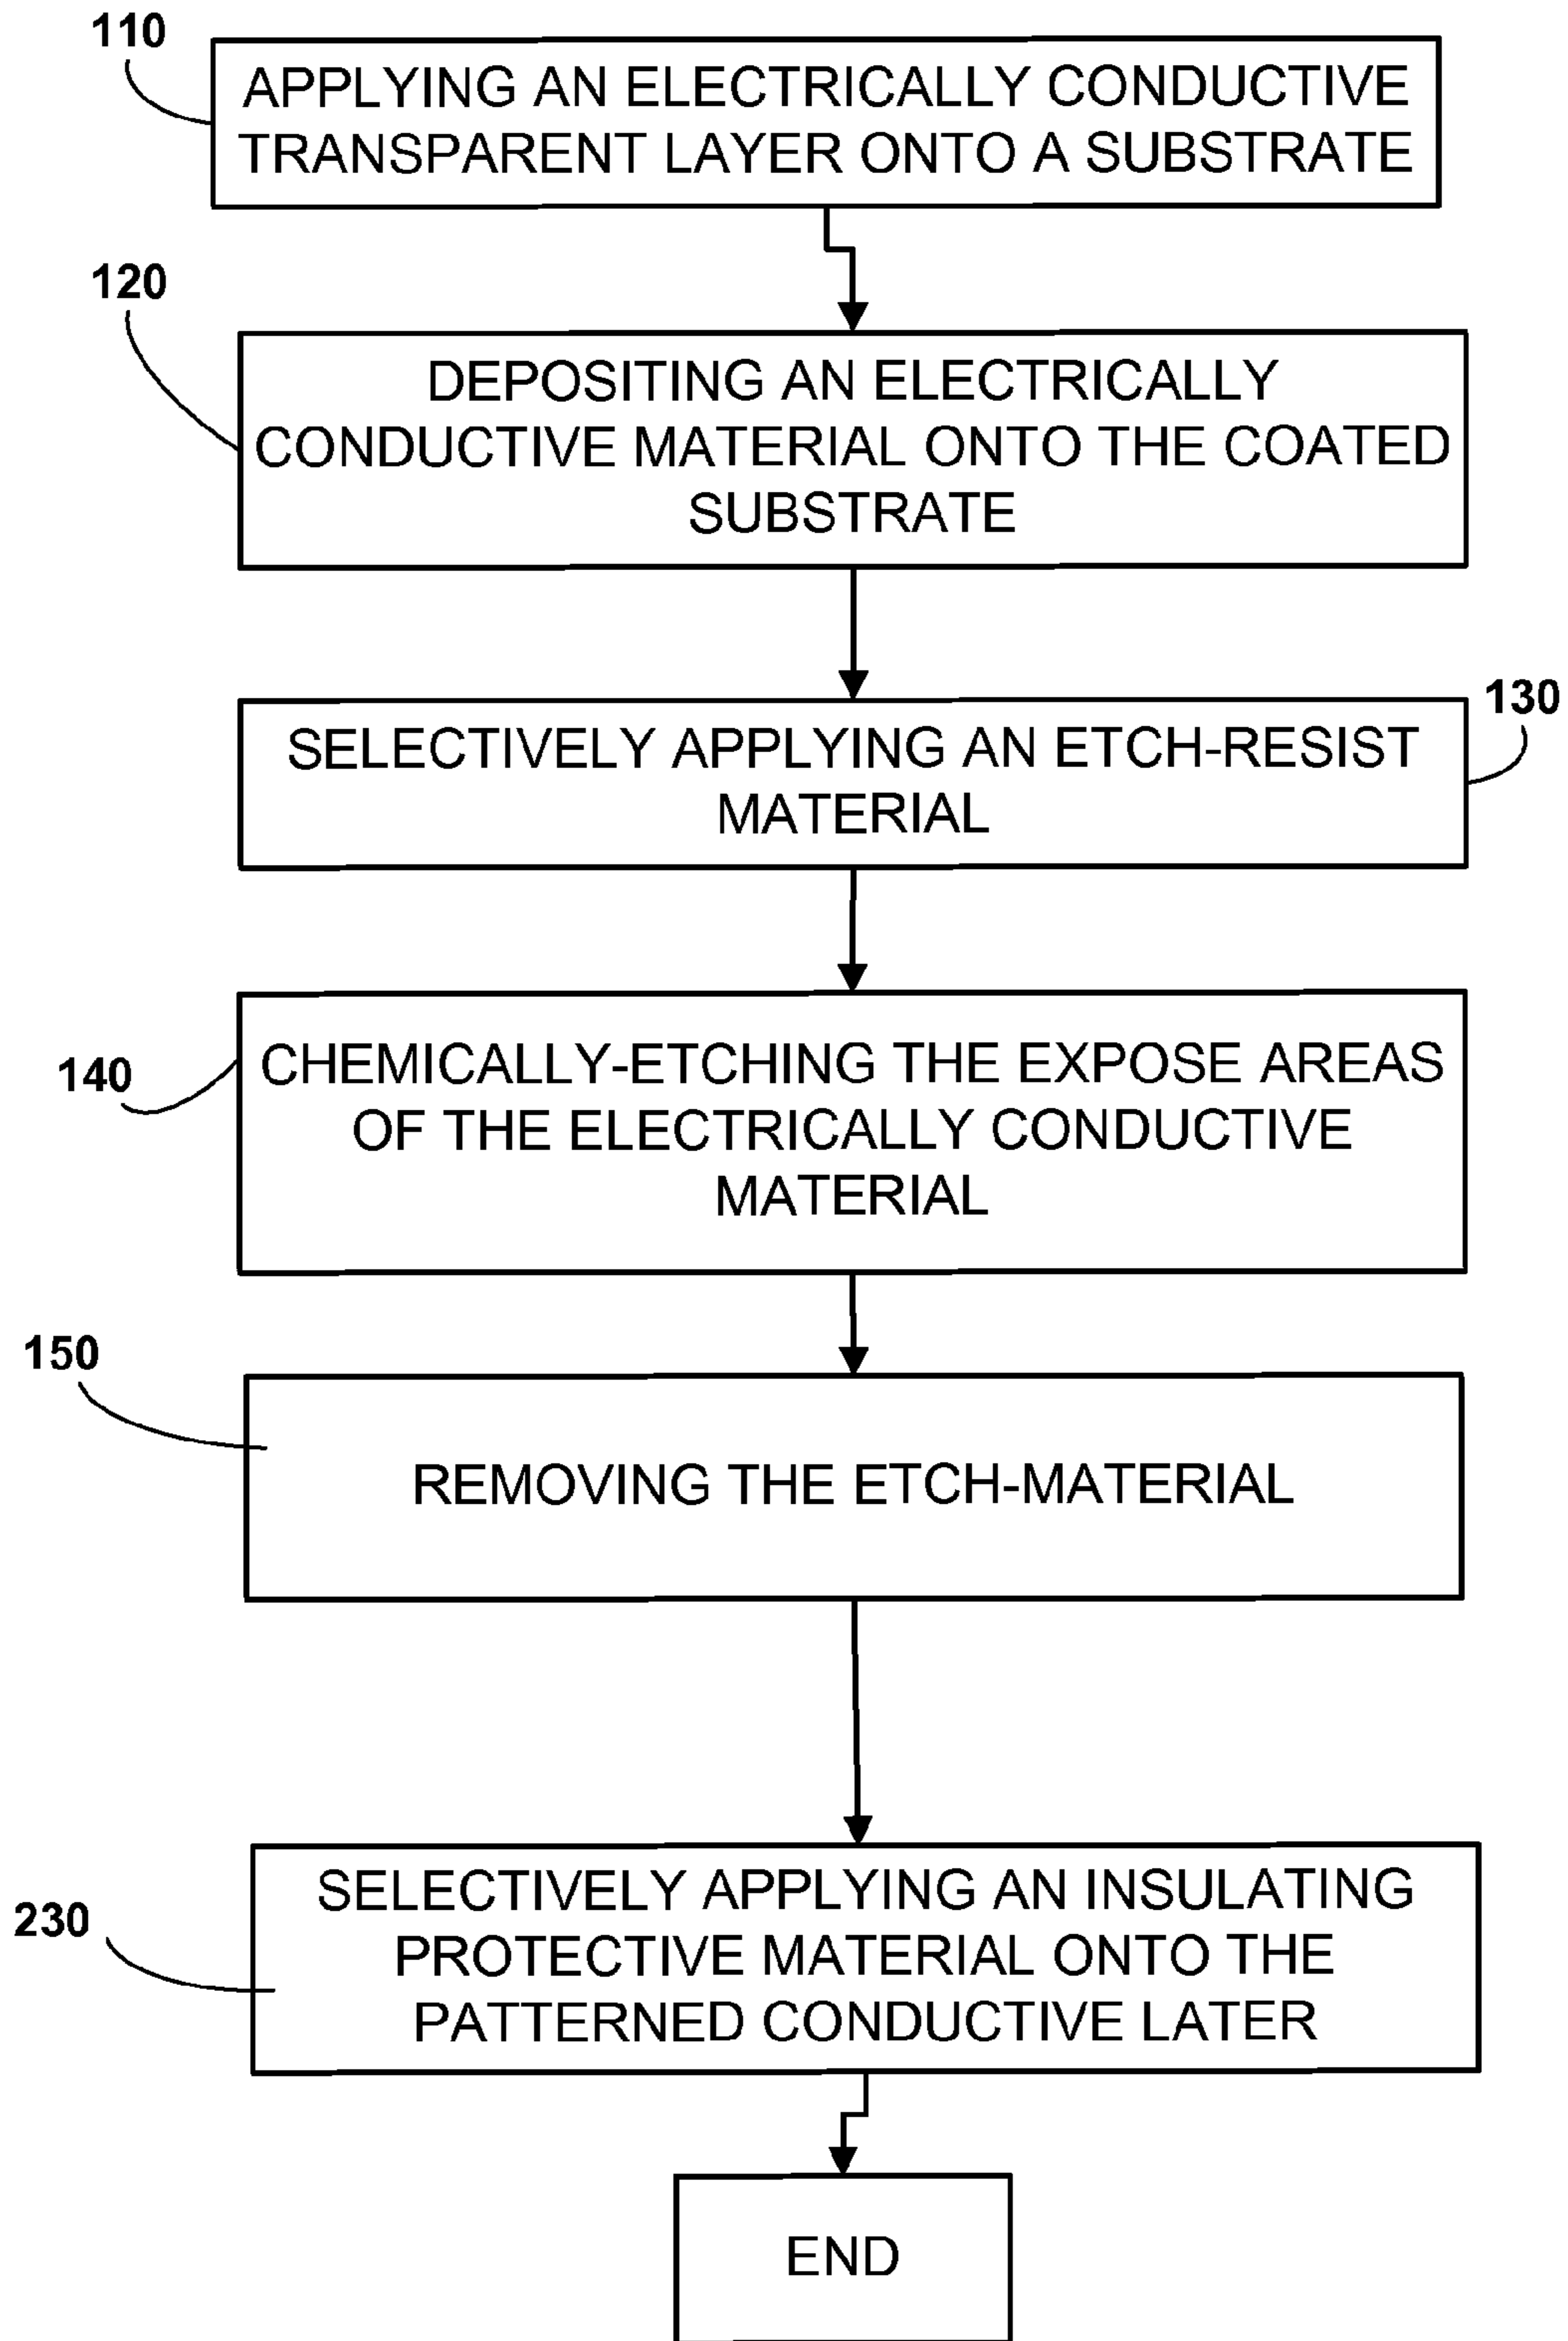 110
APPLYING AN ELECTRICALLY CONDUCTIVE
TRANSPARENT LAYER ONTO A SUBSTRATE
120
DEPOSITING AN ELECTRICALLY
CONDUCTIVE MATERIAL ONTO THE COATED
SUBSTRATE
130
SELECTIVELY APPLYING AN ETCH-RESIST
MATERIAL
140
CHEMICALLY-ETCHING THE EXPOSE AREAS
OF THE ELECTRICALLY CONDUCTIVE
MATERIAL
150
REMOVING THE ETCH-MATERIAL
230
SELECTIVELY APPLYING AN INSULATING
PROTECTIVE MATERIAL ONTO THE
PATTERNED CONDUCTIVE LATER
END